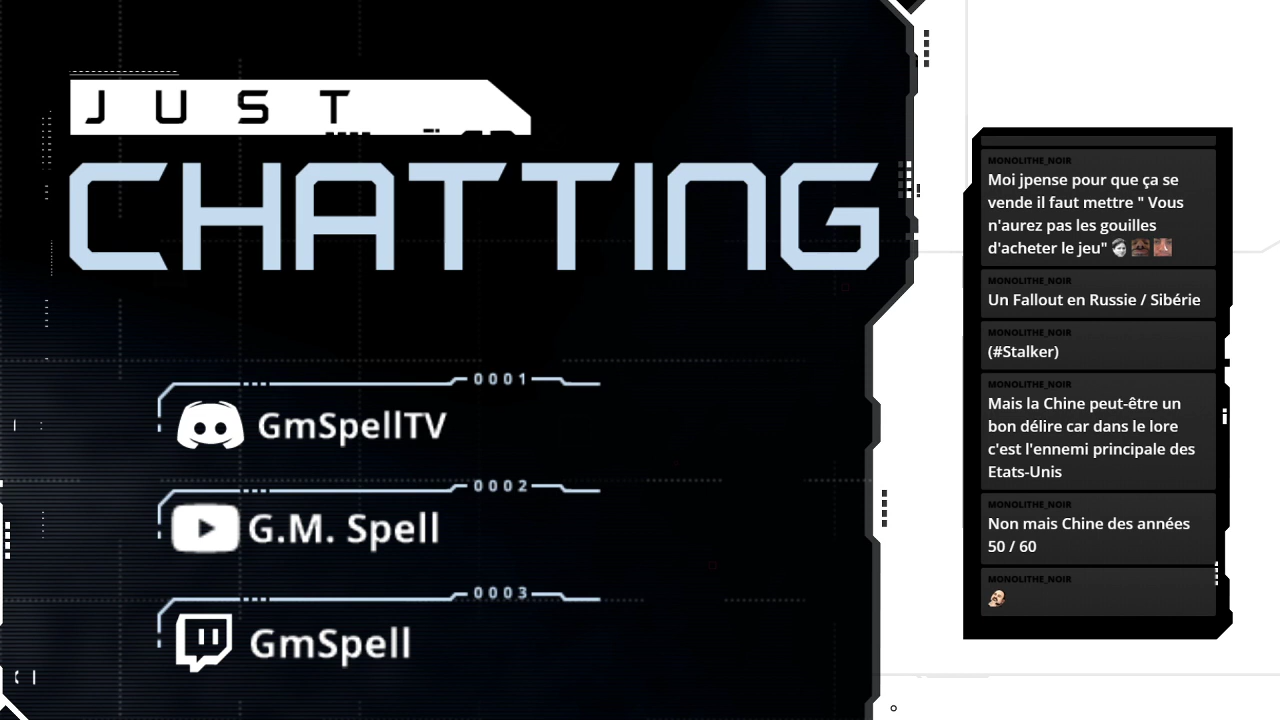 JUST
CHATTING
0001
GmSpellTV
0002
G.M. Spell
0003
GmSpell
MONOLITHE_NOIR
Moi jpense pour que ça se
vende il faut mettre " Vous
n'aurez pas les gouilles
d'acheter le jeu"
MONOLITHE_NOIR
Un Fallout en Russie / Sibérie
MONOLITHE_NOIR
(#Stalker)
MONOLITHE_NOIR
Mais la Chine peut-être un
bon délire car dans le lore
c'est l'ennemi principale des
Etats-Unis
MONOLITHE_NOIR
Non mais Chine des années
50 / 60
MONOLITHE_NOIR